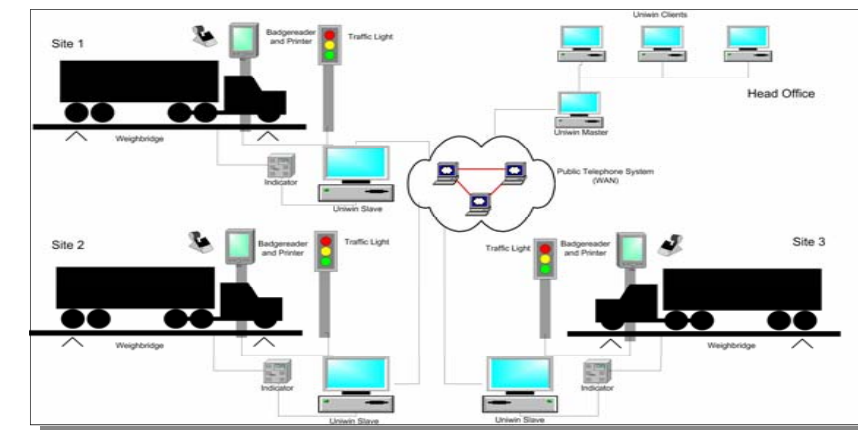 Uniwin Clients
Head Office
Uniwin Master
Site 1
Badgereader
and Printer
Traffic Light
Weighbridge
Indicator
Uniwin Slave
Public Telephone System
(WAN)
Site 2
Badgereader
and Printer
Traffic Light
Weighbridge
Indicator
Uniwin Slave
Site 3
Traffic Light
Badgereader
and Printer
Weighbridge
Indicator
Uniwin Slave